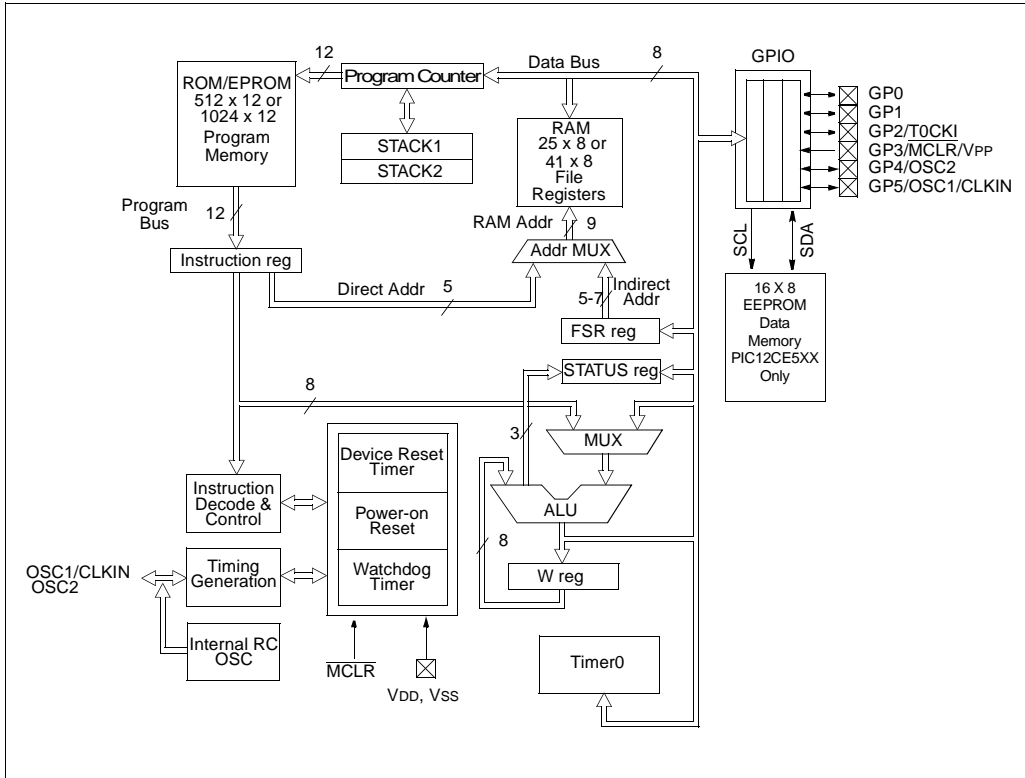 12
Data Bus
8
GPIO
ROM/EPROM
512 x 12 or
1024 x 12
Program
Memory
Program Counter
STACK1
STACK2
RAM
25 x 8 or
41 x 8
File
Registers
GP0
GP1
GP2/T0CKI
GP3/MCLR/VPP
GP4/OSC2
GP5/OSC1/CLKIN
Program
Bus
12
RAM Addr
9
SCL
SDA
Instruction reg
Addr MUX
Direct Addr
5
5-7
Indirect
Addr
16 X 8
EEPROM
Data
Memory
PIC12CE5XX
Only
FSR reg
STATUS reg
8
3
MUX
Device Reset
Timer
Power-on
Reset
Watchdog
Timer
Instruction
Decode &
Control
ALU
8
W reg
OSC1/CLKIN
OSC2
Timing
Generation
Internal RC
OSC
MCLR
VDD, VSS
Timer0